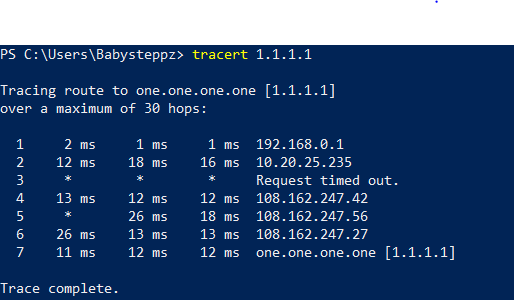 PS C:\Users\Babysteppz> tracert 1.1.1.1
Tracing route to one.one.one.one [1.1.1.1]
over a maximum of 30 hops:
1 2 ms 1 ms 1 ms 192.168.0.1
2 12 ms 18 ms 16 ms 10.20.25.235
3 * * * Request timed out.
4 13 ms 12 ms 12 ms 108.162.247.42
5 * 26 ms 18 ms 108.162.247.56
6 26 ms 13 ms 13 ms 108.162.247.27
7 11 ms 12 ms 12 ms one.one.one.one [1.1.1.1]
Trace complete.